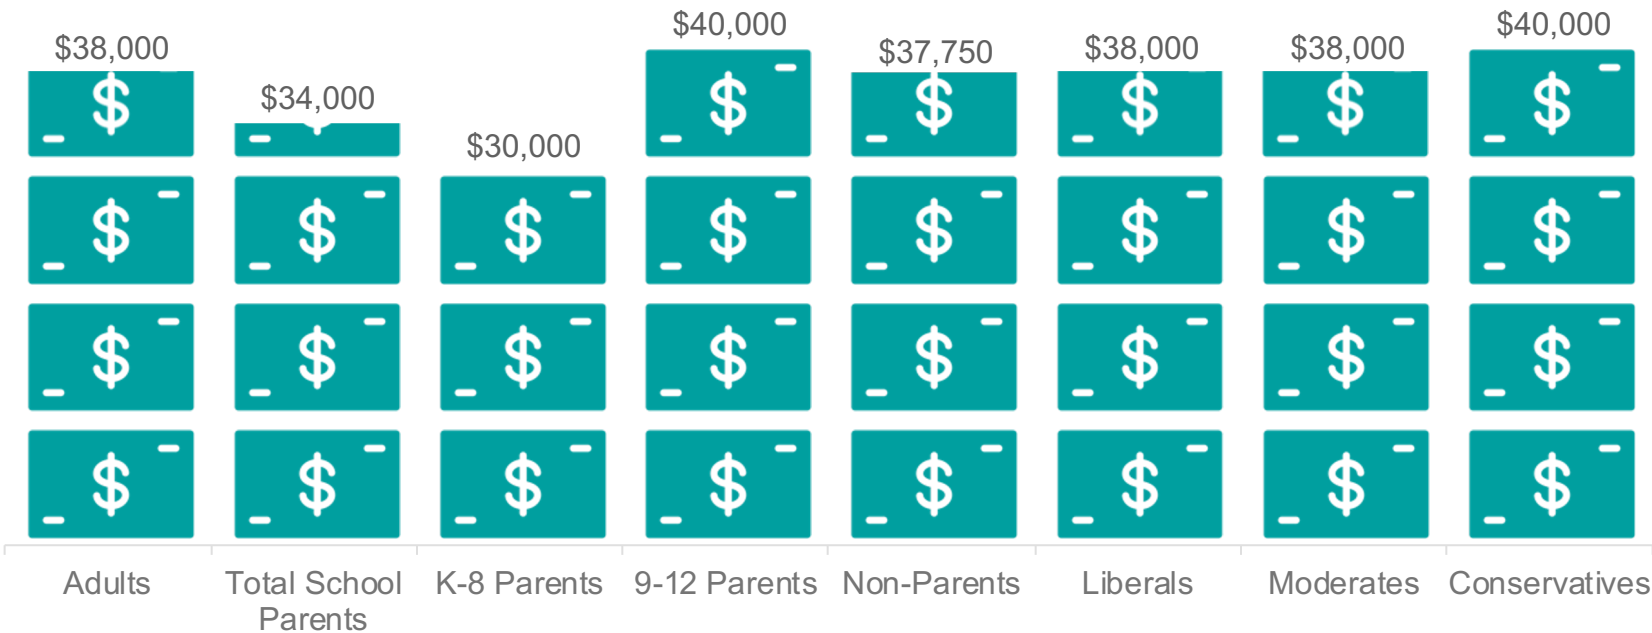 $38,000
$34,000
$30,000
$40,000
$37,750
$38,000
$38,000
$40,000
$ $ $ $ $ $ $
$ $ $ $ $ $ $ $
$ $ $ $ $ $ $ $
$ $ $ $ $ $ $ $
Adults
Total School
Parents
K-8 Parents
9-12 Parents
Non-Parents
Liberals
Moderates
Conservatives